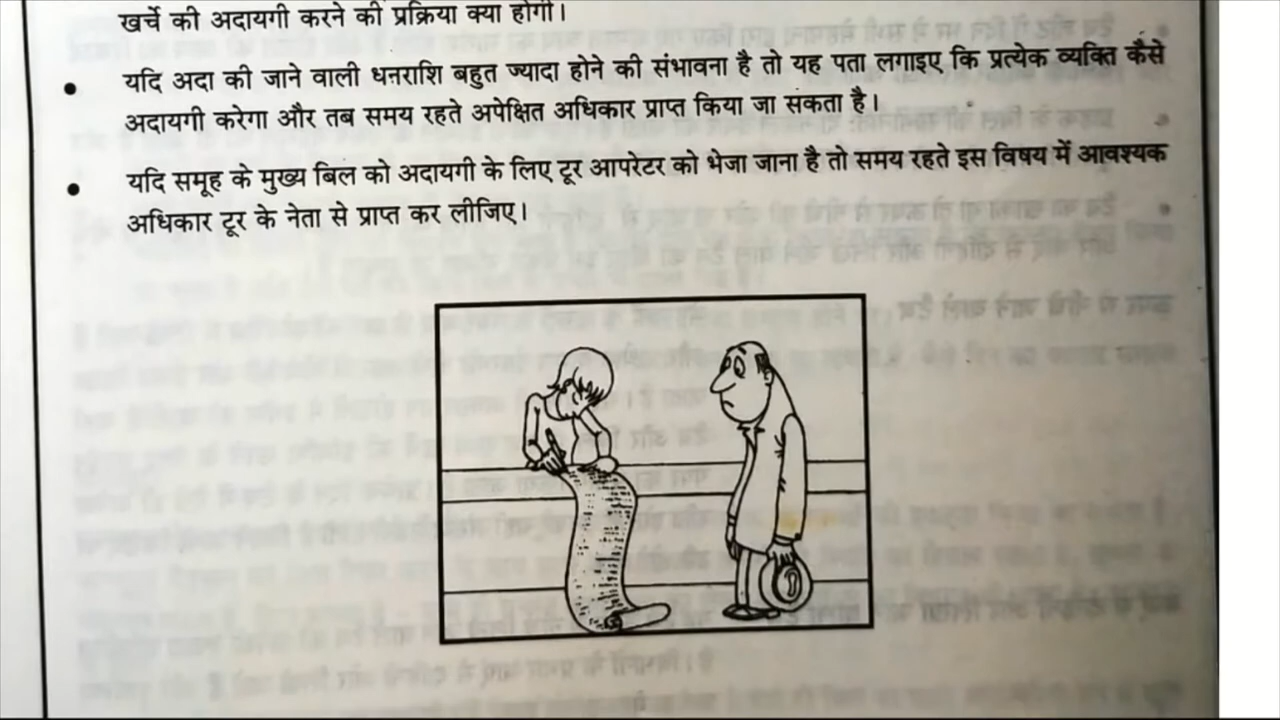 खर्चे की अदायगी करने की प्रक्रिया क्या होगी।
• यदि अदा की जाने वाली धनराशि बहुत ज्यादा होने की संभावना है तो यह पता लगाइए कि प्रत्येक व्यक्ति कैसे
अदायगी करेगा और तब समय रहते अपेक्षित अधिकार प्राप्त किया जा सकता है।
• यदि समूह के मुख्य बिल को अदायगी के लिए टूर आपरेटर को भेजा जाना है तो समय रहते इस विषय में आवश्यक
अधिकार टूर के नेता से प्राप्त कर लीजिए।